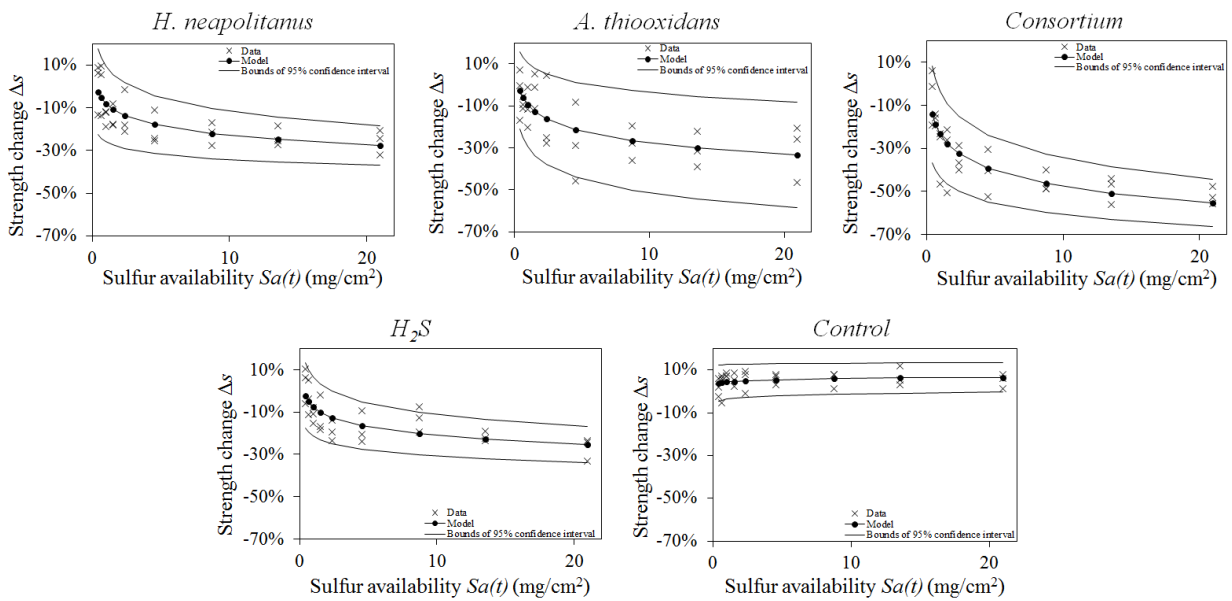 H. neapolitanus
10%
-10%
-30%
-50%
-70%
Strength change Δs
× Data
Model
Bounds of 95% confidence interval
0 10 20
Sulfur availability Sa(t) (mg/cm²)
A. thiooxidans
10%
-10%
-30%
-50%
-70%
Strength change Δs
× Data
Model
Bounds of 95% confidence interval
0 10 20
Sulfur availability Sa(t) (mg/cm²)
Consortium
10%
-10%
-30%
-50%
-70%
Strength change Δs
× Data
Model
Bounds of 95% confidence interval
0 10 20
Sulfur availability Sa(t) (mg/cm²)
H₂S
10%
-10%
-30%
-50%
-70%
Strength change Δs
× Data
Model
Bounds of 95% confidence interval
0 10 20
Sulfur availability Sa(t) (mg/cm²)
Control
10%
-10%
-30%
-50%
-70%
Strength change Δs
× Data
Model
Bounds of 95% confidence interval
0 10 20
Sulfur availability Sa(t) (mg/cm²)